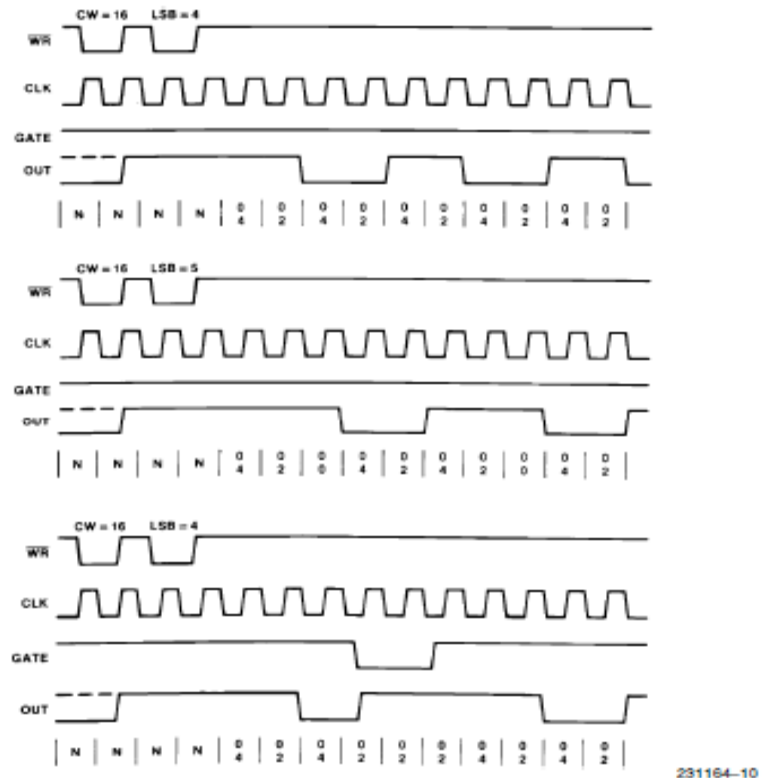 CW = 16 LSB = 4
WR
CLK
GATE
OUT
N N N N 0 4 0 2 0 4 0 2 0 4 0 2 0 4 0 2 0 4 0 2
CW = 16 LSB = 5
WR
CLK
GATE
OUT
N N N N 0 4 0 2 0 0 0 4 0 2 0 4 0 2 0 0 0 4 0 2
CW = 16 LSB = 4
WR
CLK
GATE
OUT
N N N N 0 4 0 2 0 4 0 2 0 2 0 2 0 4 0 2 0 4 0 2
231164-10